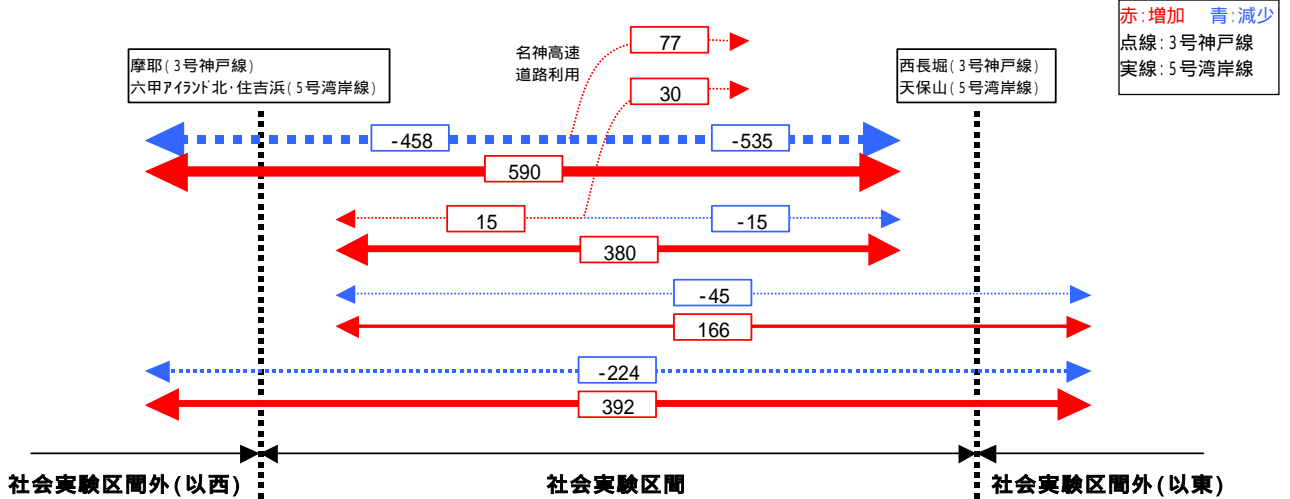 赤:増加 青:減少
点線:3号神戸線
実線:5号湾岸線
摩耶(3号神戸線)
六甲アイランド北・住吉浜(5号湾岸線)
名神高速
道路利用
77
30
西長堀(3号神戸線)
天保山(5号湾岸線)
-458
-535
590
15
-15
380
-45
166
-224
392
社会実験区間外(以西)
社会実験区間
社会実験区間外(以東)